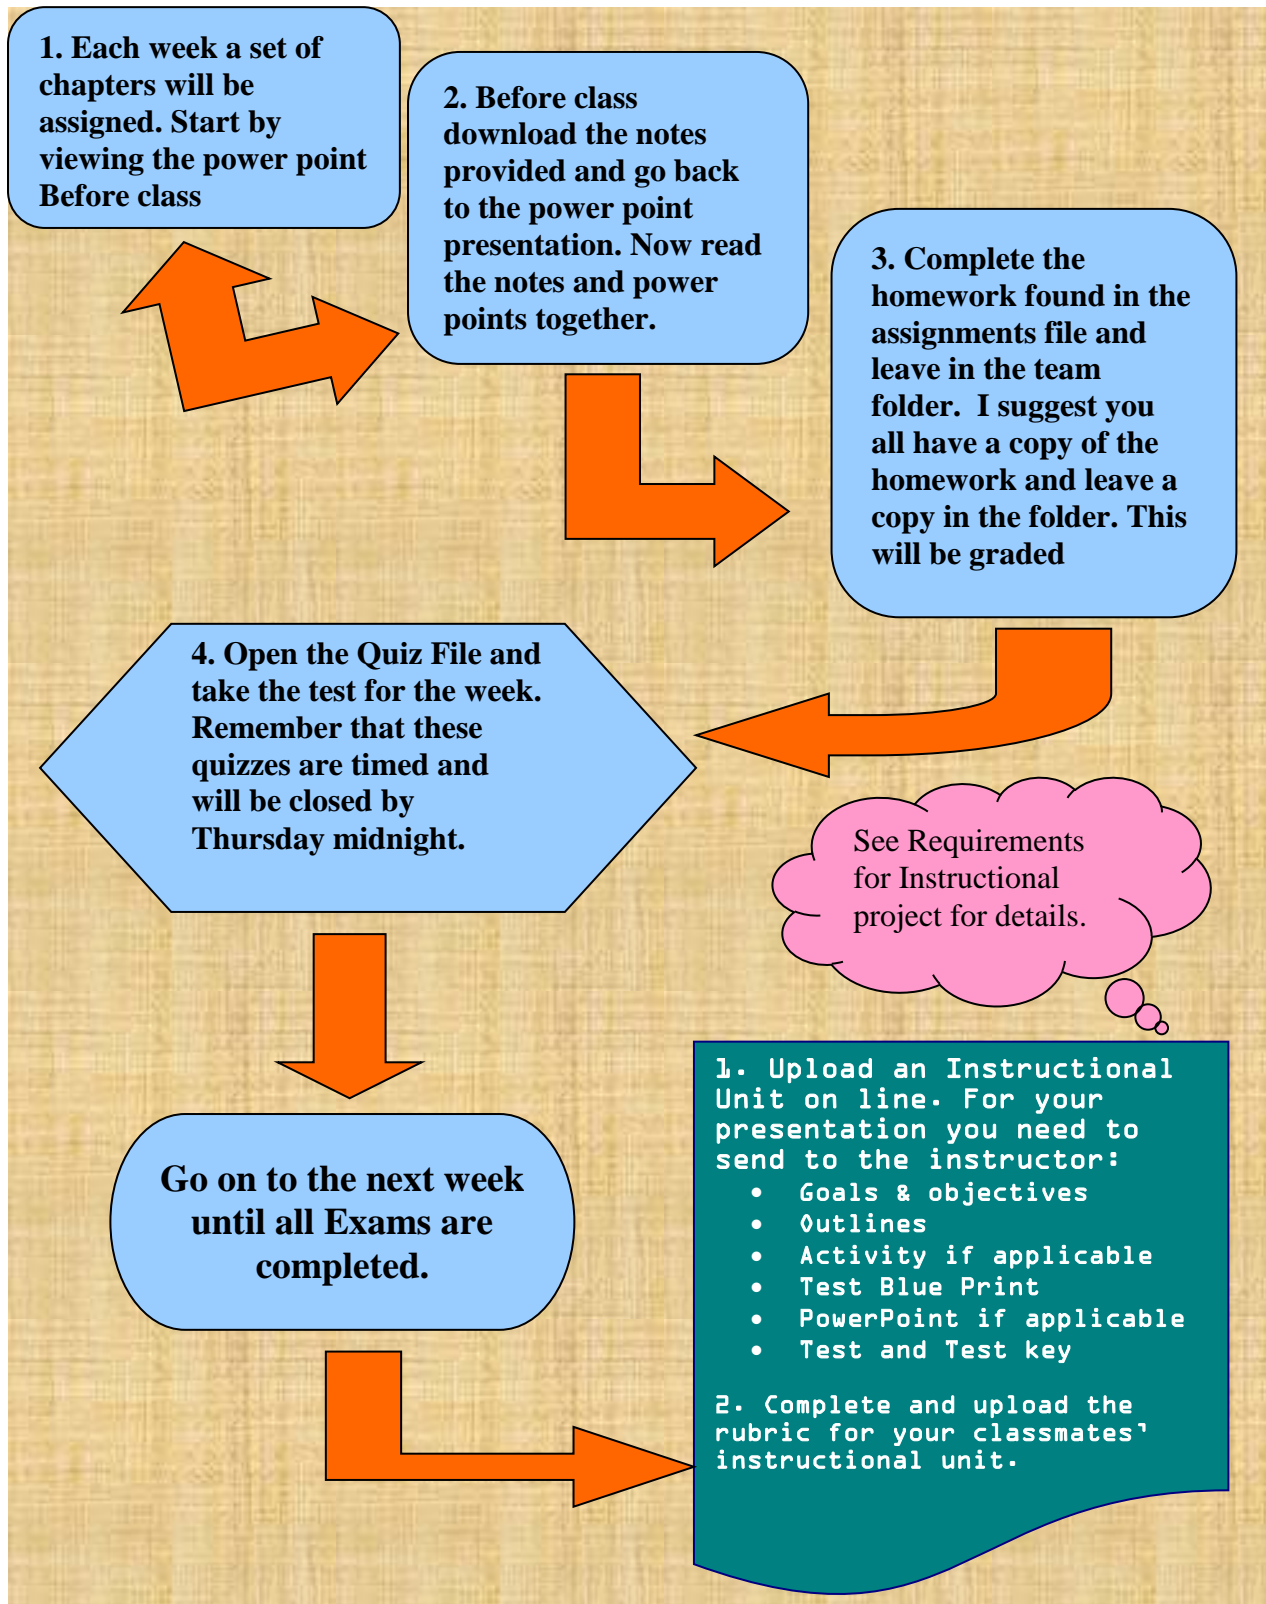 1. Each week a set of
chapters will be
assigned. Start by
viewing the power point
Before class
2. Before class
download the notes
provided and go back
to the power point
presentation. Now read
the notes and power
points together.
3. Complete the
homework found in the
assignments file and
leave in the team
folder.  I suggest you
all have a copy of the
homework and leave a
copy in the folder. This
will be graded
4. Open the Quiz File and
take the test for the week.
Remember that these
quizzes are timed and
will be closed by
Thursday midnight.
See Requirements
for Instructional
project for details.
Go on to the next week
until all Exams are
completed.
1. Upload an Instructional
Unit on line. For your
presentation you need to
send to the instructor:
• Goals & objectives
• Outlines
• Activity if applicable
• Test Blue Print
• PowerPoint if applicable
• Test and Test key
2. Complete and upload the
rubric for your classmates'
instructional unit.